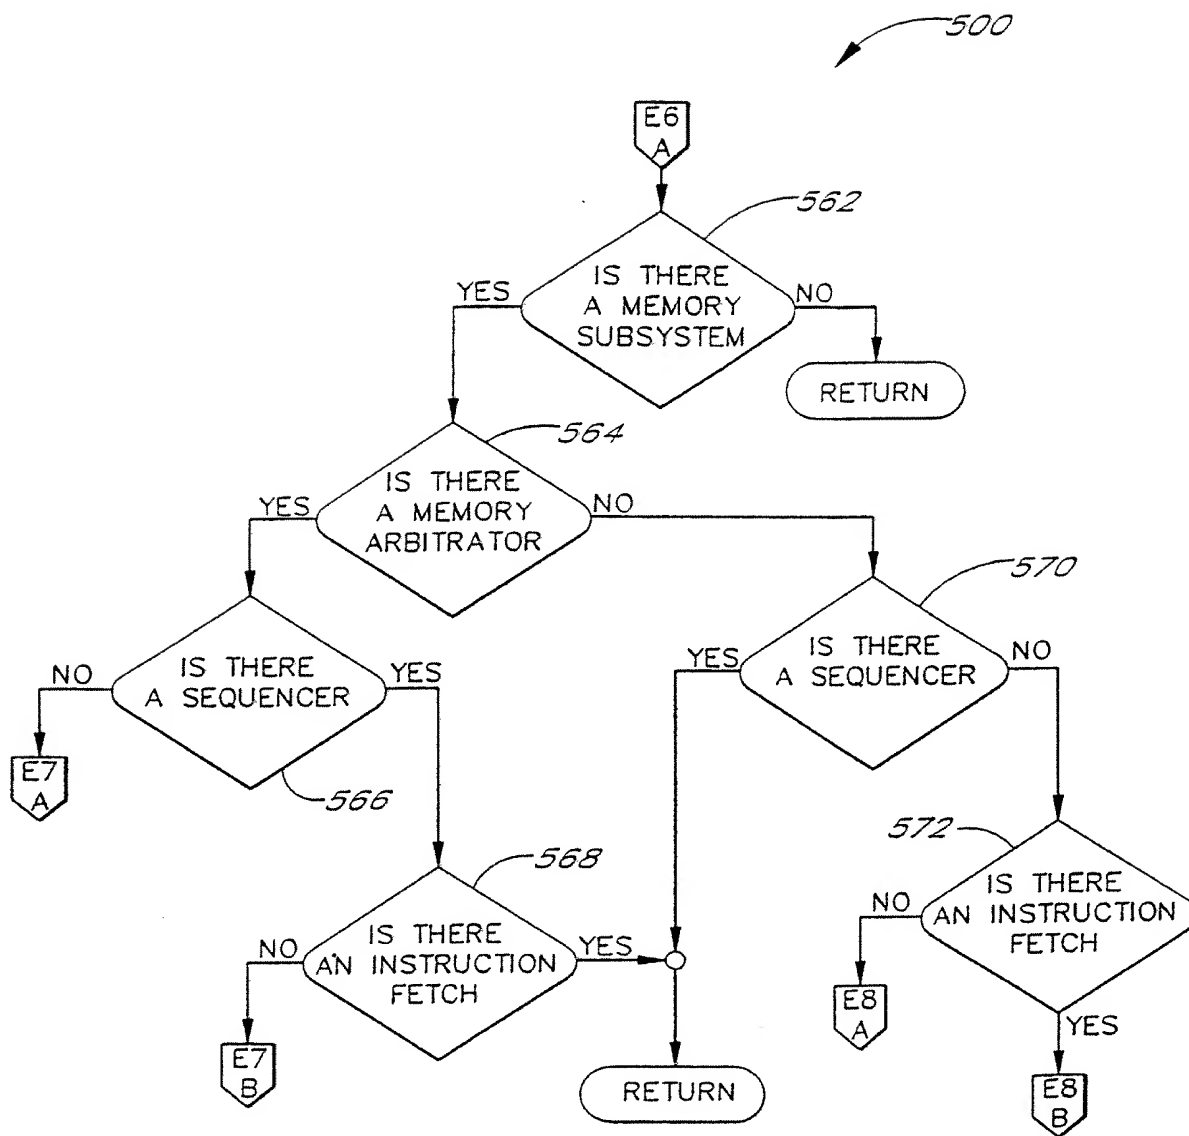 500
E6
A
562
IS THERE
A MEMORY
SUBSYSTEM
YES
NO
RETURN
564
IS THERE
A MEMORY
ARBITRATOR
YES
NO
570
IS THERE
A SEQUENCER
NO
YES
566
IS THERE
A SEQUENCER
YES
NO
E7
A
568
IS THERE
AN INSTRUCTION
FETCH
NO
YES
572
IS THERE
AN INSTRUCTION
FETCH
NO
YES
E7
B
RETURN
E8
A
E8
B